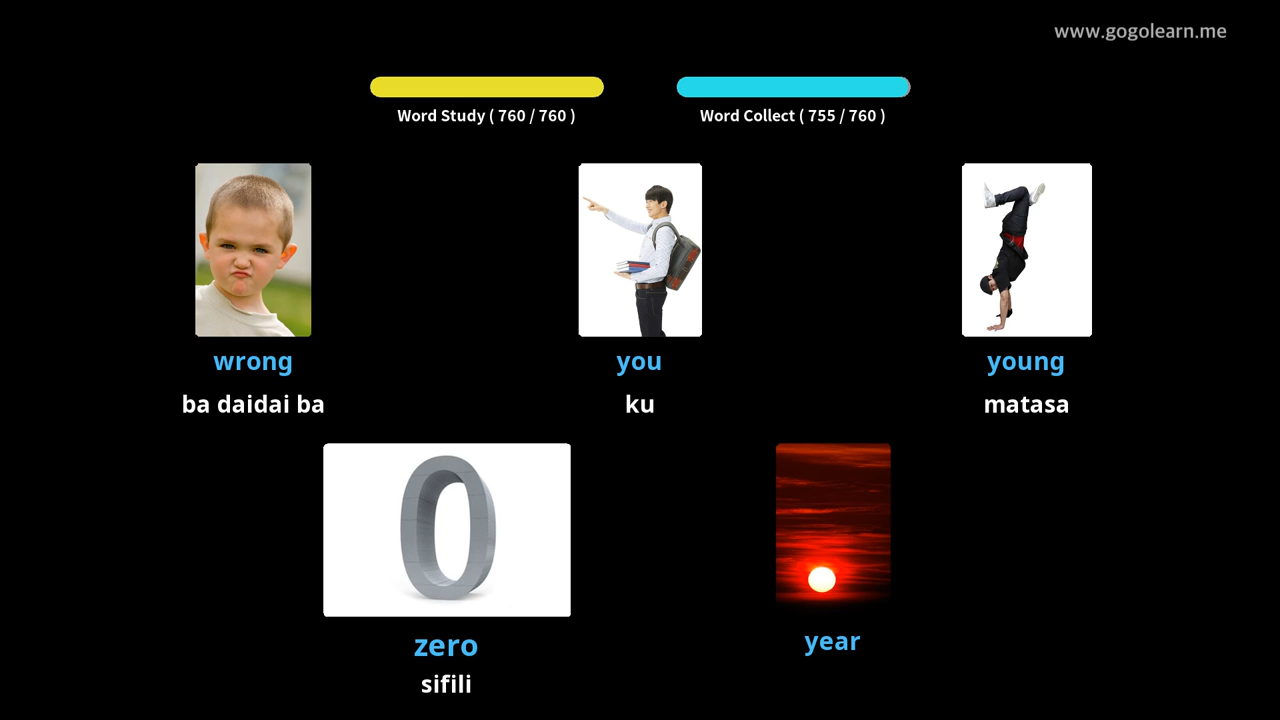 www.gogolearn.me
Word Study ( 760 / 760 )
Word Collect ( 755 / 760 )
wrong
ba daidai ba
you
ku
young
matasa
0
zero
sifili
year